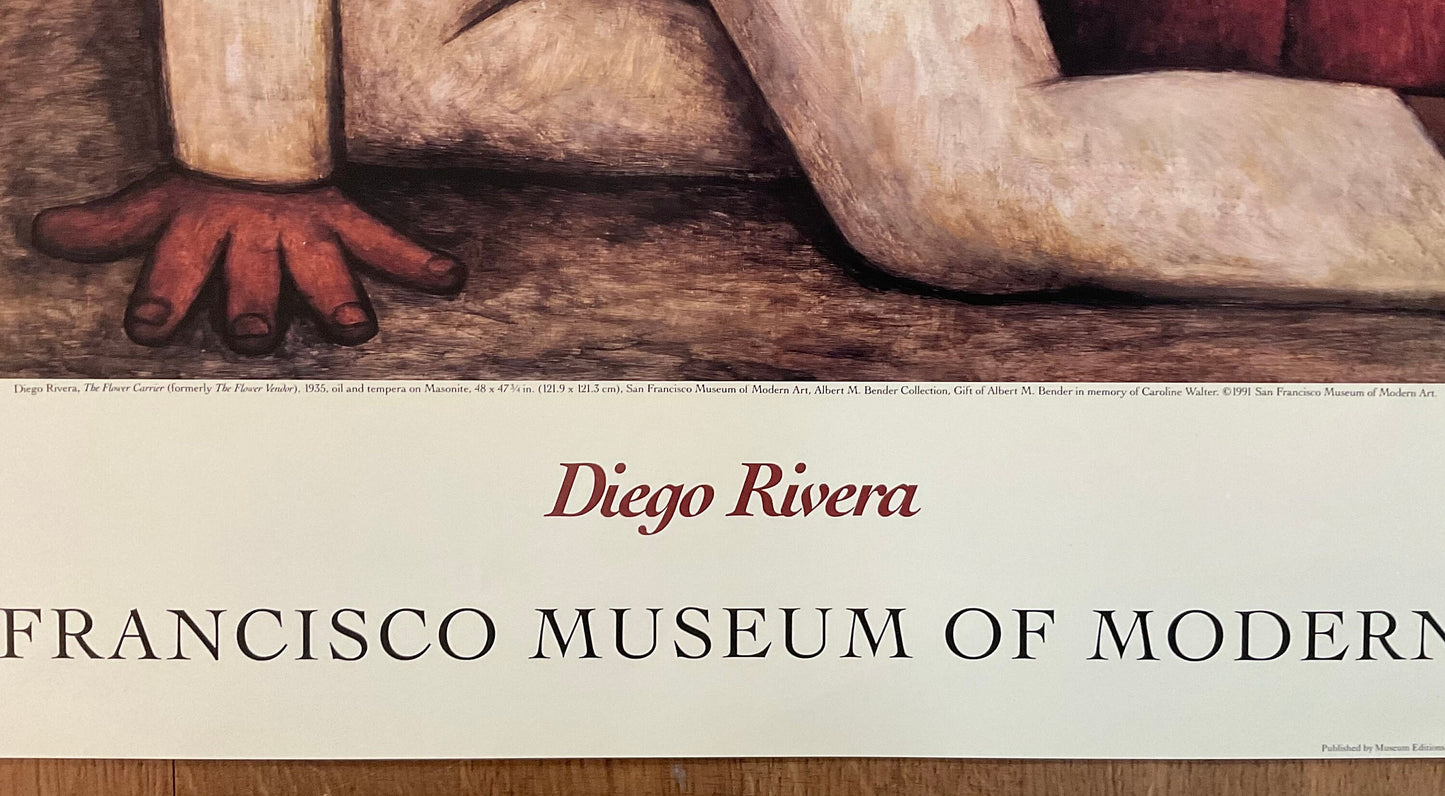 Diego Rivera, The Flower Carrier (formerly The Flower Vendor), 1935, oil and tempera on Masonite, 48 x 47¾ in. (121.9 x 121.3 cm), San Francisco Museum of Modern Art, Albert M. Bender Collection, Gift of Albert M. Bender in memory of Caroline Walter. ©1991 San Francisco Museum of Modern Art.
Diego Rivera
FRANCISCO MUSEUM OF MODERN
Published by Museum Editions